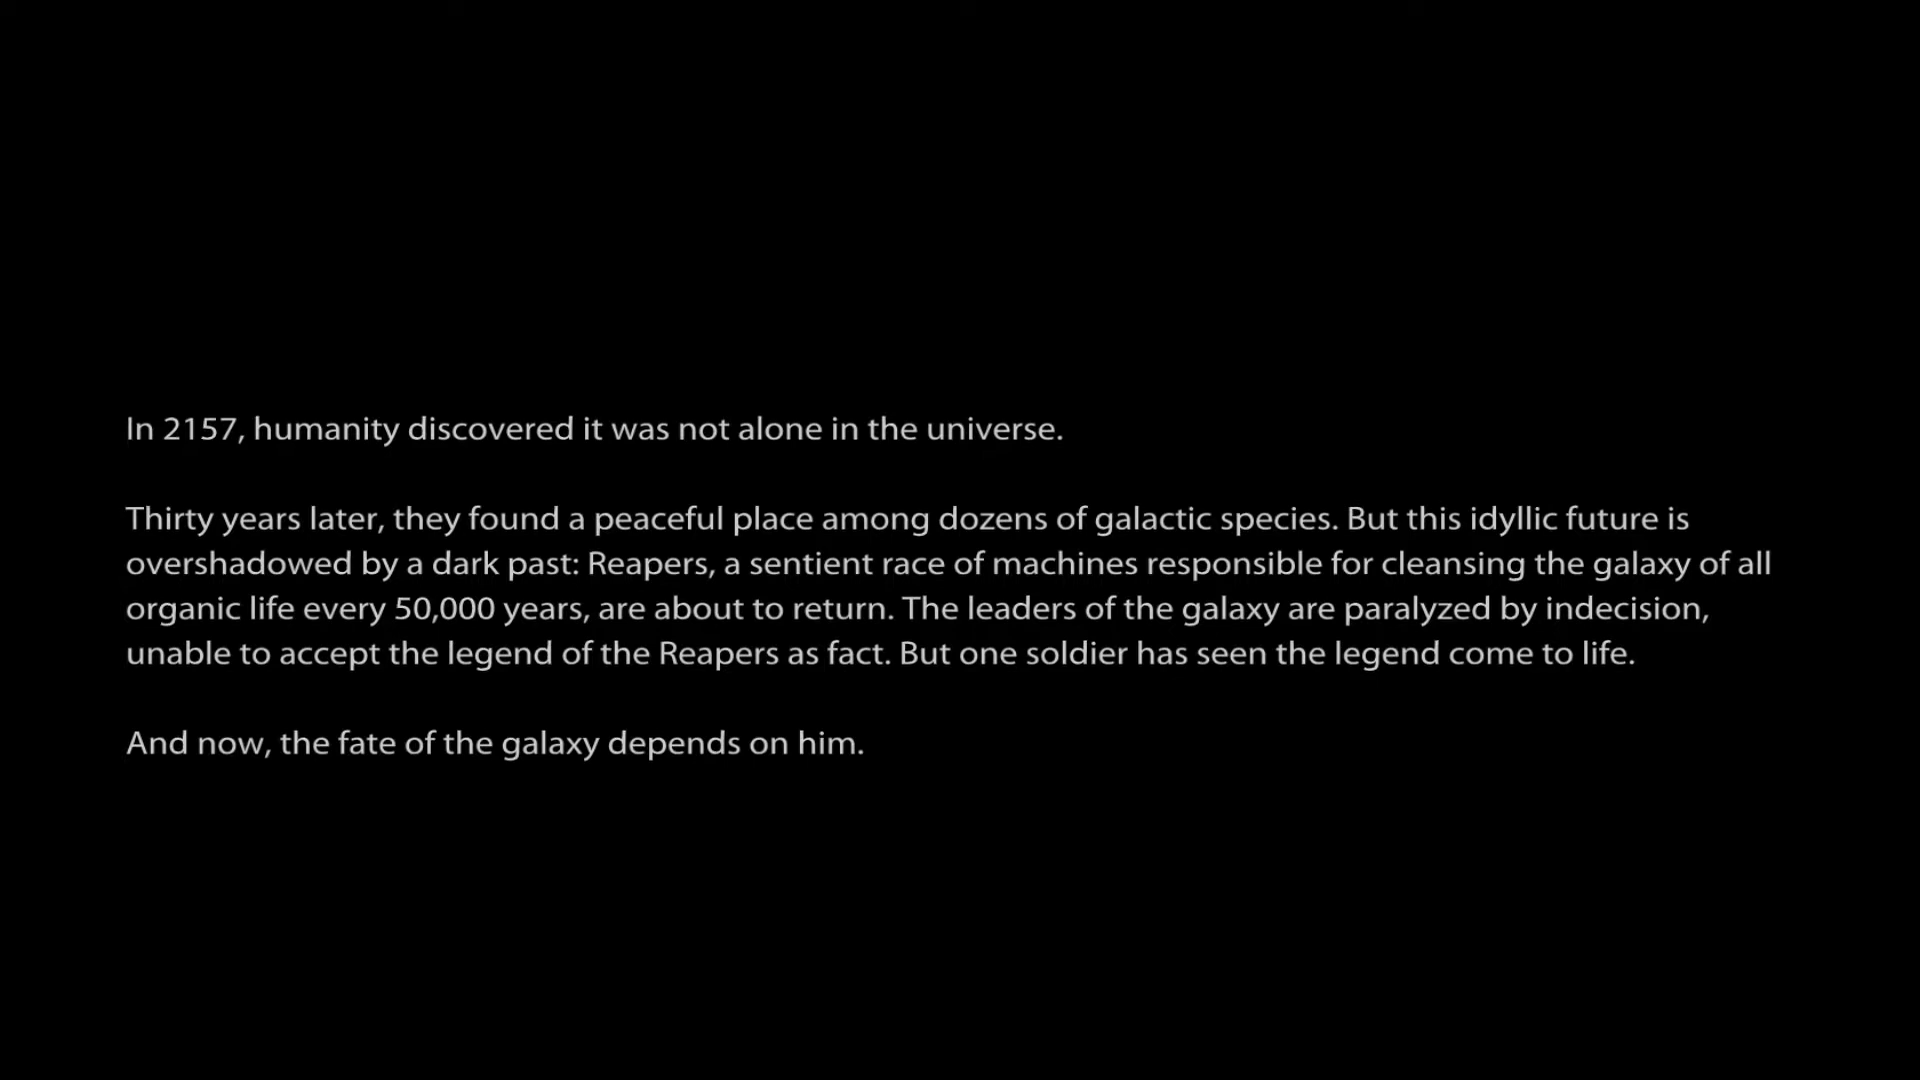 In 2157, humanity discovered it was not alone in the universe.
Thirty years later, they found a peaceful place among dozens of galactic species. But this idyllic future is
overshadowed by a dark past: Reapers, a sentient race of machines responsible for cleansing the galaxy of all
organic life every 50,000 years, are about to return. The leaders of the galaxy are paralyzed by indecision,
unable to accept the legend of the Reapers as fact. But one soldier has seen the legend come to life.
And now, the fate of the galaxy depends on him.